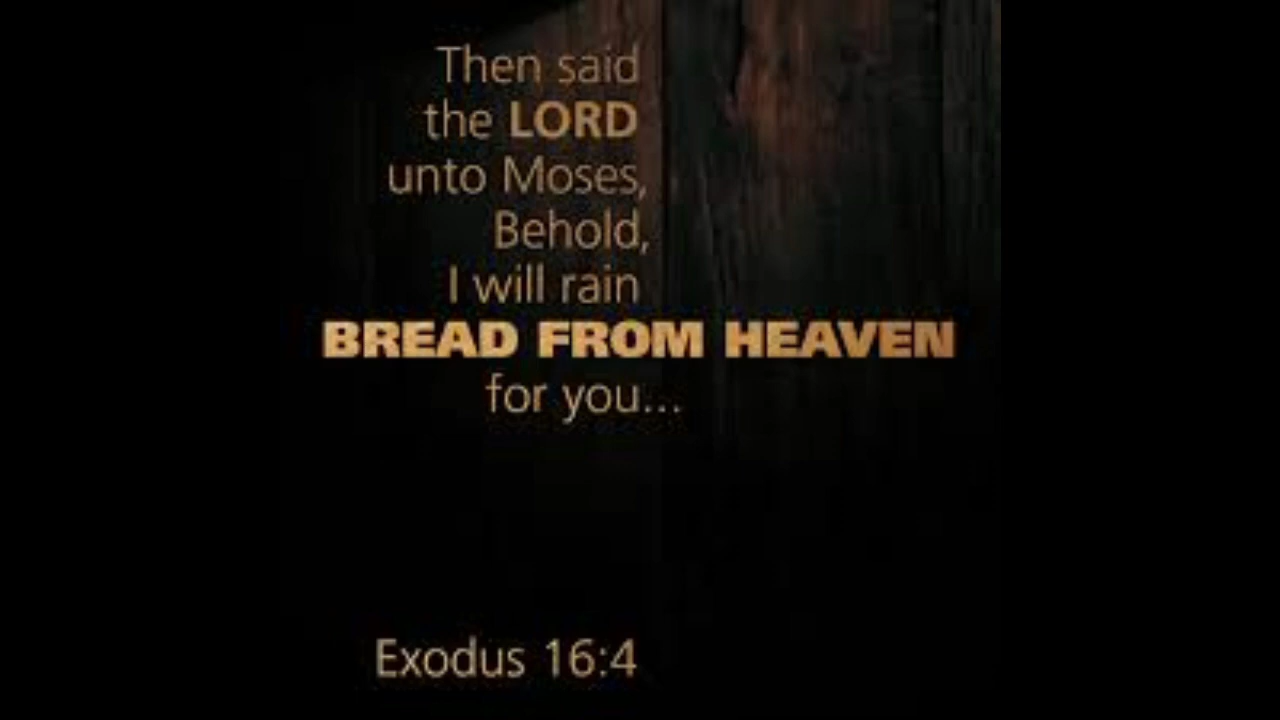 Then said
the LORD
unto Moses,
Behold,
I will rain
BREAD FROM HEAVEN
for you...
Exodus 16:4